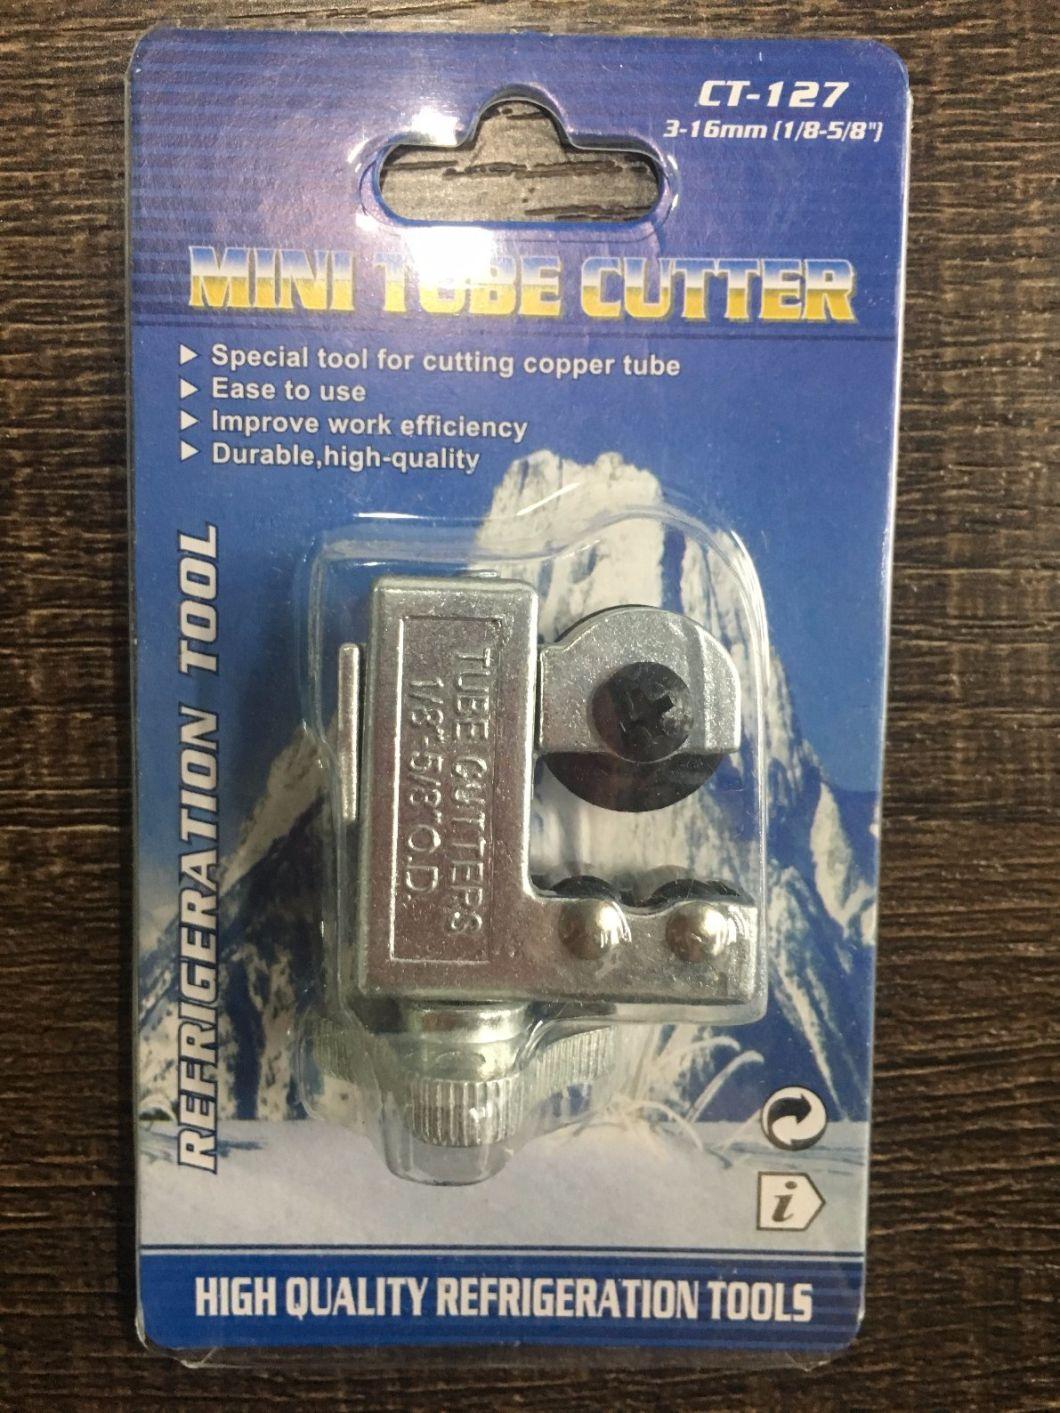 CT-127
3-16mm (1/8-5/8")
MINI TUBE CUTTER
Special tool for cutting copper tube
Ease to use
Improve work efficiency
Durable,high-quality
REFRIGERATION TOOL
TUBE CUTTERS
1/8"-5/8"O.D.
i
HIGH QUALITY REFRIGERATION TOOLS